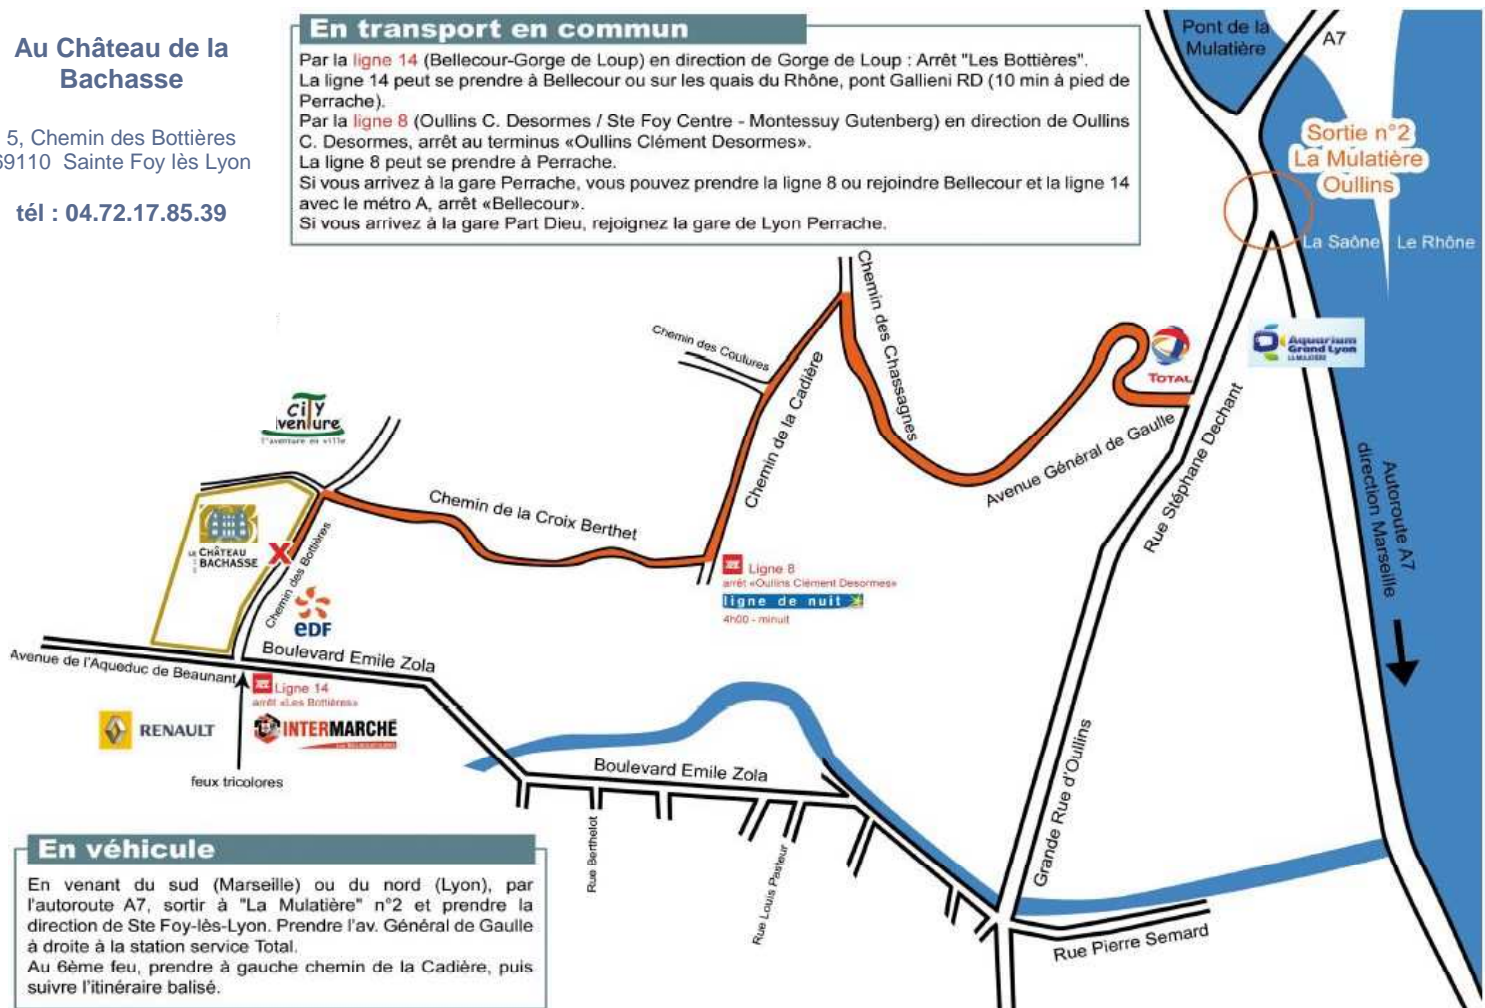 Au Château de la
Bachasse
5, Chemin des Bottières
69110 Sainte Foy lès Lyon
tél : 04.72.17.85.39
En transport en commun
Par la ligne 14 (Bellecour-Gorge de Loup) en direction de Gorge de Loup : Arrêt "Les Bottières".
La ligne 14 peut se prendre à Bellecour ou sur les quais du Rhône, pont Gallieni RD (10 min à pied de
Perrache).
Par la ligne 8 (Oullins C. Desormes / Ste Foy Centre - Montessuy Gutenberg) en direction de Oullins
C. Desormes, arrêt au terminus «Oullins Clément Desormes».
La ligne 8 peut se prendre à Perrache.
Si vous arrivez à la gare Perrache, vous pouvez prendre la ligne 8 ou rejoindre Bellecour et la ligne 14
avec le métro A, arrêt «Bellecour».
Si vous arrivez à la gare Part Dieu, rejoignez la gare de Lyon Perrache.
Pont de la
Mulatière
A7
Sortie n°2
La Mulatière
Oullins
La Saône
Le Rhône
Aquarium
Grand Lyon
LA MULATIÈRE
TOTAL
Chemin des Chassagnes
Chemin des Coutures
Chemin de la Cadière
Avenue Général de Gaulle
Rue Stéphane Dechant
Autoroute A7
direction Marseille
CiTY
venture
l'aventure en ville
Chemin de la Croix Berthet
LE CHÂTEAU
BACHASSE
X
Chemin des Bottières
eDF
Ligne 8
arrêt «Oullins Clément Desormes»
ligne de nuit
4h00 - minuit
Avenue de l'Aqueduc de Beaunant
Boulevard Emile Zola
Ligne 14
arrêt «Les Bottières»
RENAULT
INTERMARCHÉ
feux tricolores
Boulevard Emile Zola
Rue Berthelot
Rue Louis Pasteur
Grande Rue d'Oullins
Rue Pierre Semard
En véhicule
En venant du sud (Marseille) ou du nord (Lyon), par
l'autoroute A7, sortir à "La Mulatière" n°2 et prendre la
direction de Ste Foy-lès-Lyon. Prendre l'av. Général de Gaulle
à droite à la station service Total.
Au 6ème feu, prendre à gauche chemin de la Cadière, puis
suivre l'itinéraire balisé.